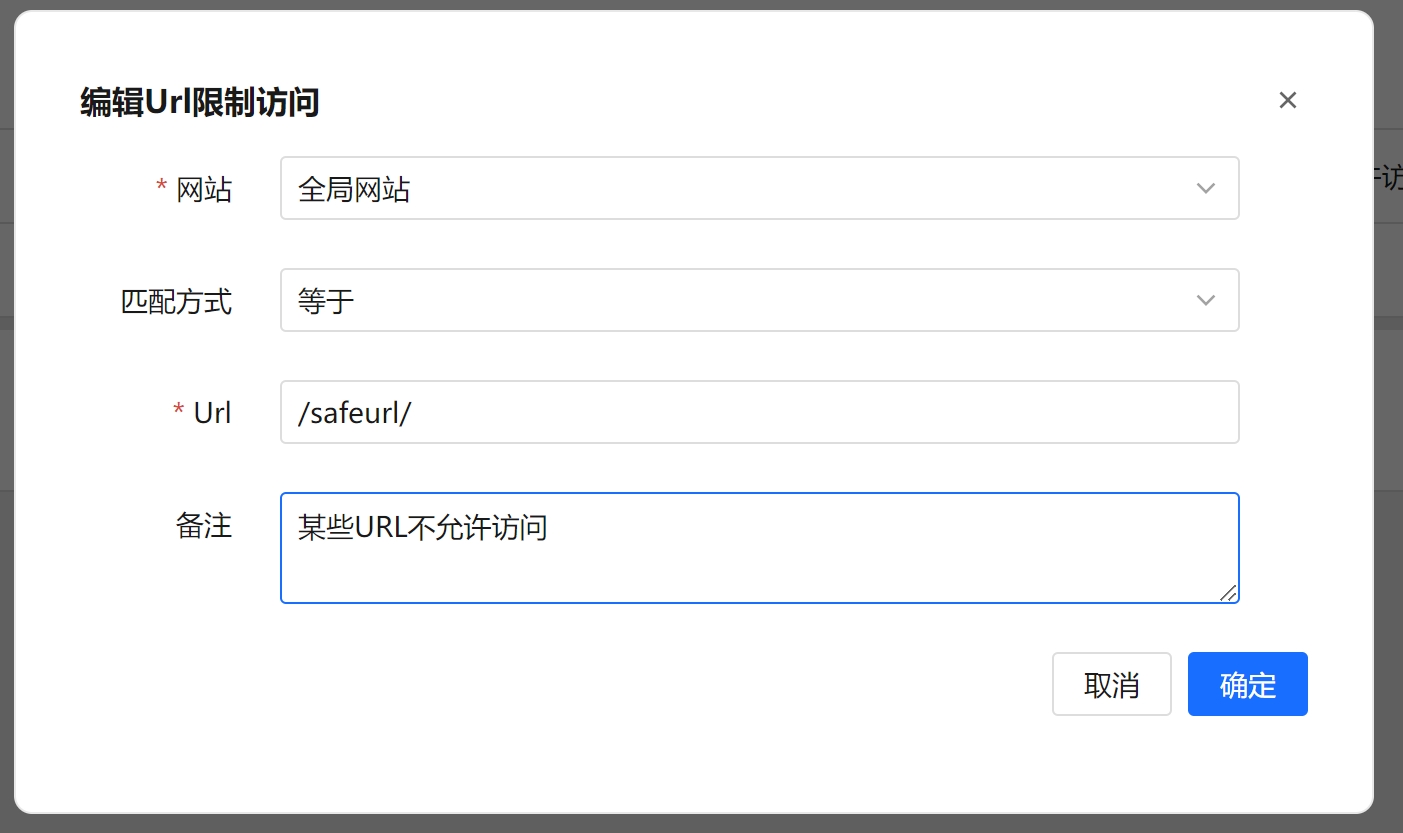 编辑Url限制访问
* 网站 全局网站
匹配方式 等于
* Url /safeurl/
备注 某些URL不允许访问
取消 确定